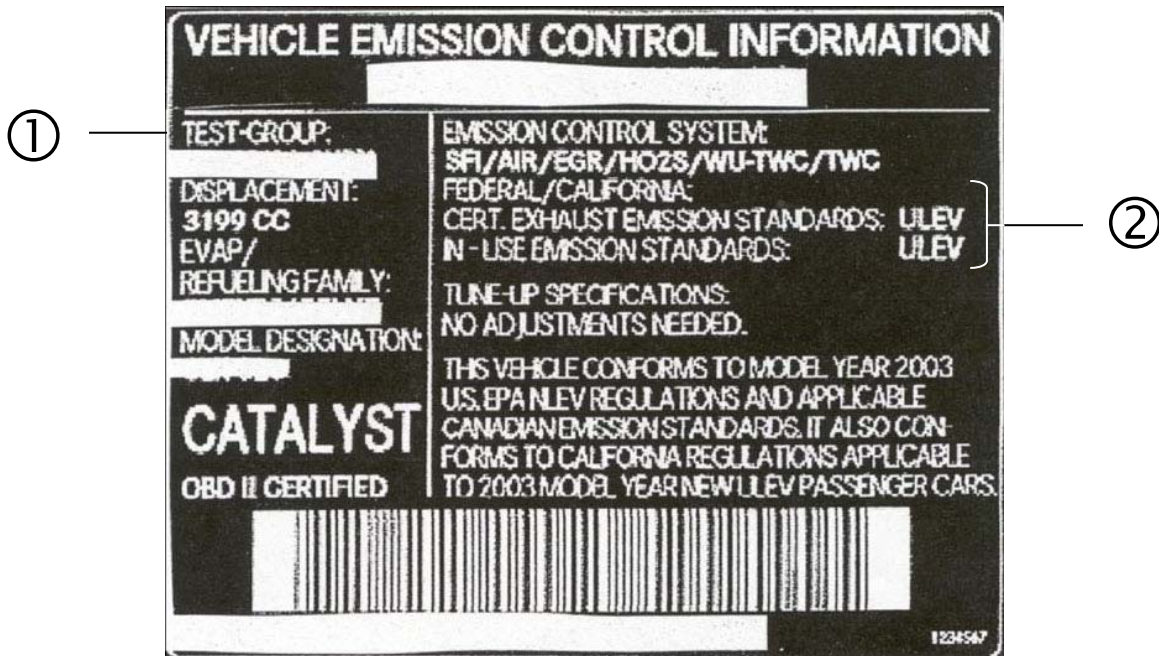 VEHICLE EMISSION CONTROL INFORMATION
①
TEST-GROUP:
DISPLACEMENT:
3199 CC
EVAP/
REFUELING FAMILY:
MODEL DESIGNATION:
CATALYST
OBD II CERTIFIED
EMISSION CONTROL SYSTEM:
SFI/AIR/EGR/HO2S/WU-TWC/TWC
FEDERAL/CALIFORNIA:
CERT. EXHAUST EMISSION STANDARDS: ULEV
IN-USE EMISSION STANDARDS: ULEV
②
TUNE-UP SPECIFICATIONS:
NO ADJUSTMENTS NEEDED.
THIS VEHICLE CONFORMS TO MODEL YEAR 2003
U.S. EPA NLEV REGULATIONS AND APPLICABLE
CANADIAN EMISSION STANDARDS. IT ALSO CON-
FORMS TO CALIFORNIA REGULATIONS APPLICABLE
TO 2003 MODEL YEAR NEW ULEV PASSENGER CARS.
1234567